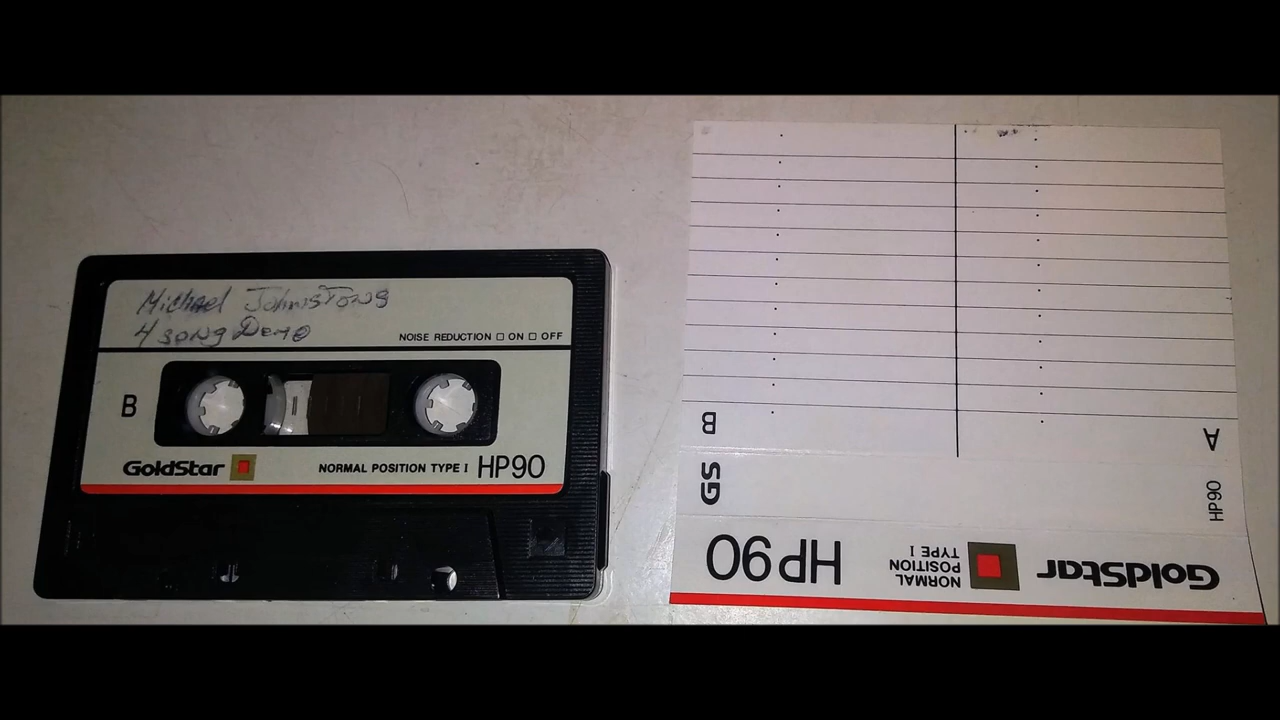 Michael Johnstons
4 song Demo
NOISE REDUCTION □ ON □ OFF
B
GoldStar
NORMAL POSITION TYPE I HP90
B
A
GS
HP90
HP90
NORMAL
POSITION
TYPE I
GoldStar